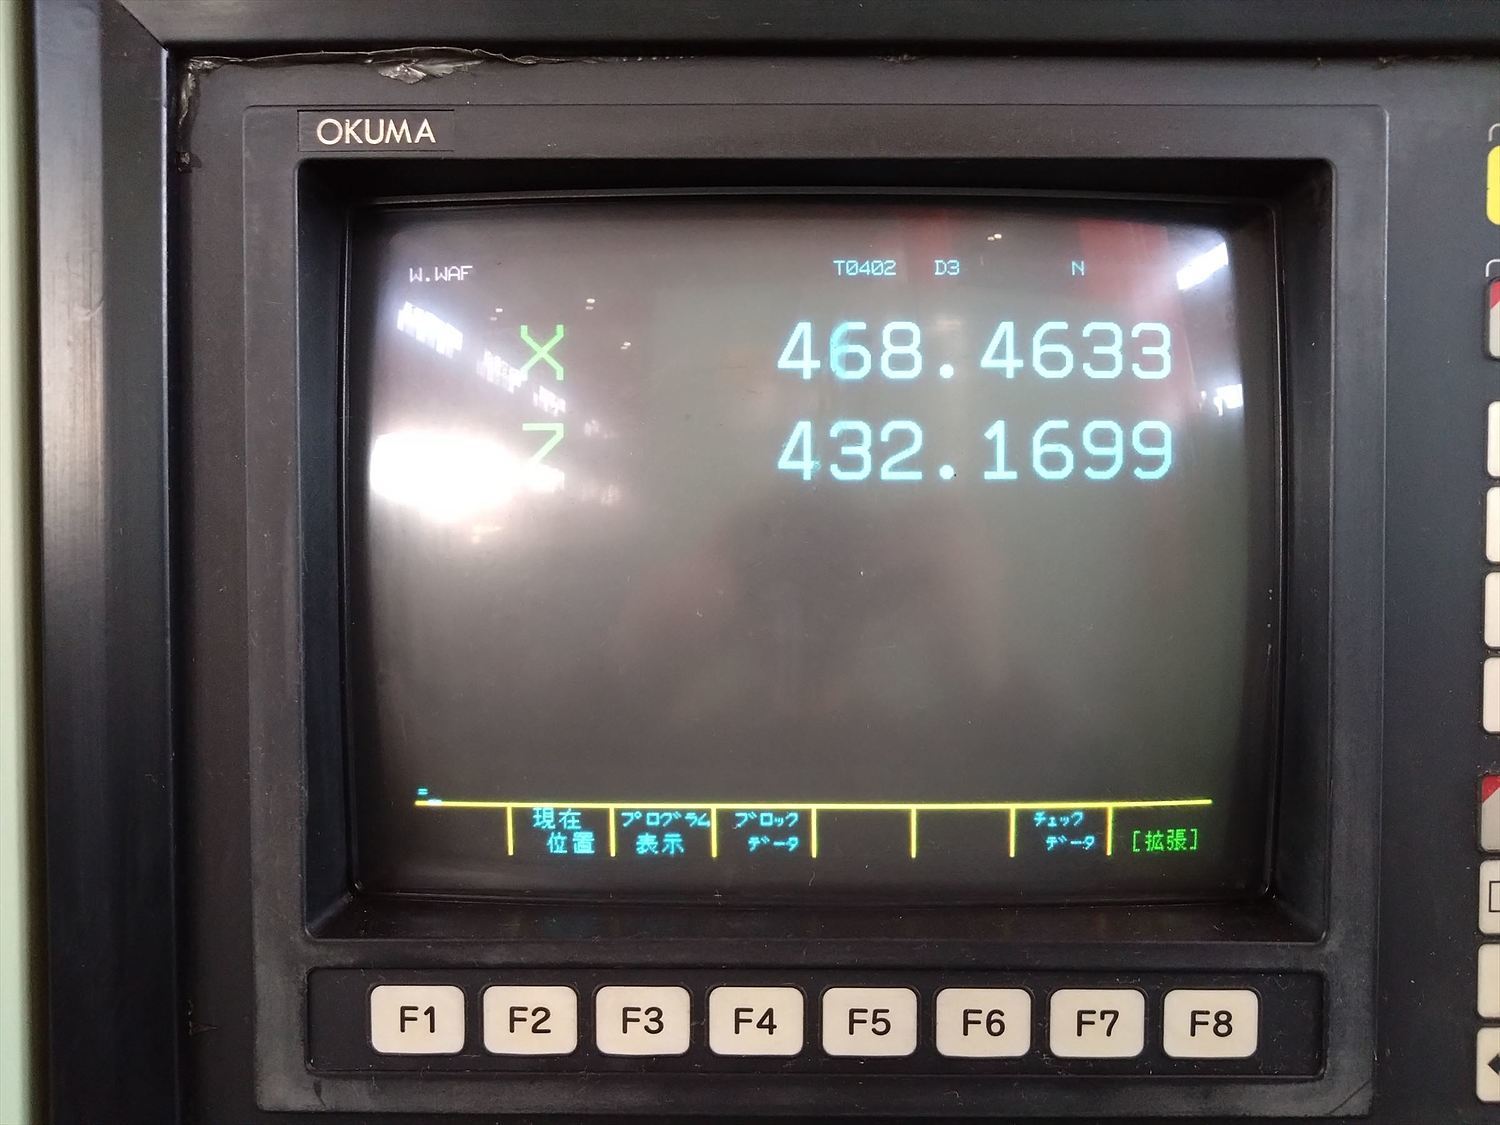 OKUMA
W.WAF T0402 D3 N
X 468.4633
Z 432.1699
=_
現在位置 プログラム表示 ブロックデータ チェックデータ [拡張]
F1 F2 F3 F4 F5 F6 F7 F8